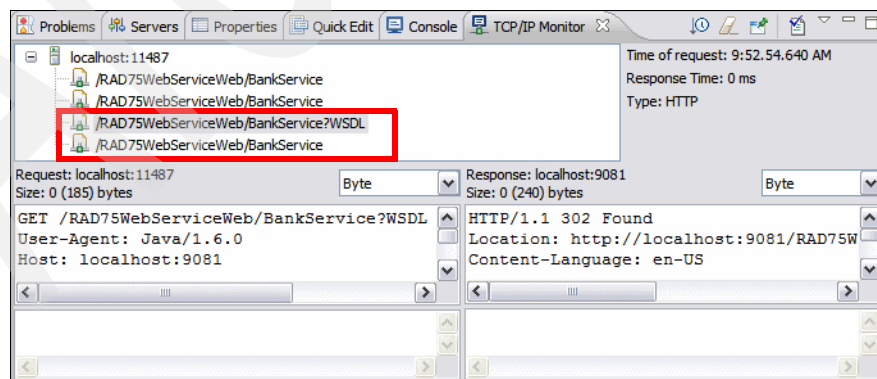 Problems Servers Properties Quick Edit Console TCP/IP Monitor
localhost:11487
/RAD75WebServiceWeb/BankService
/RAD75WebServiceWeb/BankService
/RAD75WebServiceWeb/BankService?WSDL
/RAD75WebServiceWeb/BankService
Time of request: 9:52.54.640 AM
Response Time: 0 ms
Type: HTTP
Request: localhost:11487
Size: 0 (185) bytes
Byte
Response: localhost:9081
Size: 0 (240) bytes
Byte
GET /RAD75WebServiceWeb/BankService?WSDL
User-Agent: Java/1.6.0
Host: localhost:9081
HTTP/1.1 302 Found
Location: http://localhost:9081/RAD75W
Content-Language: en-US